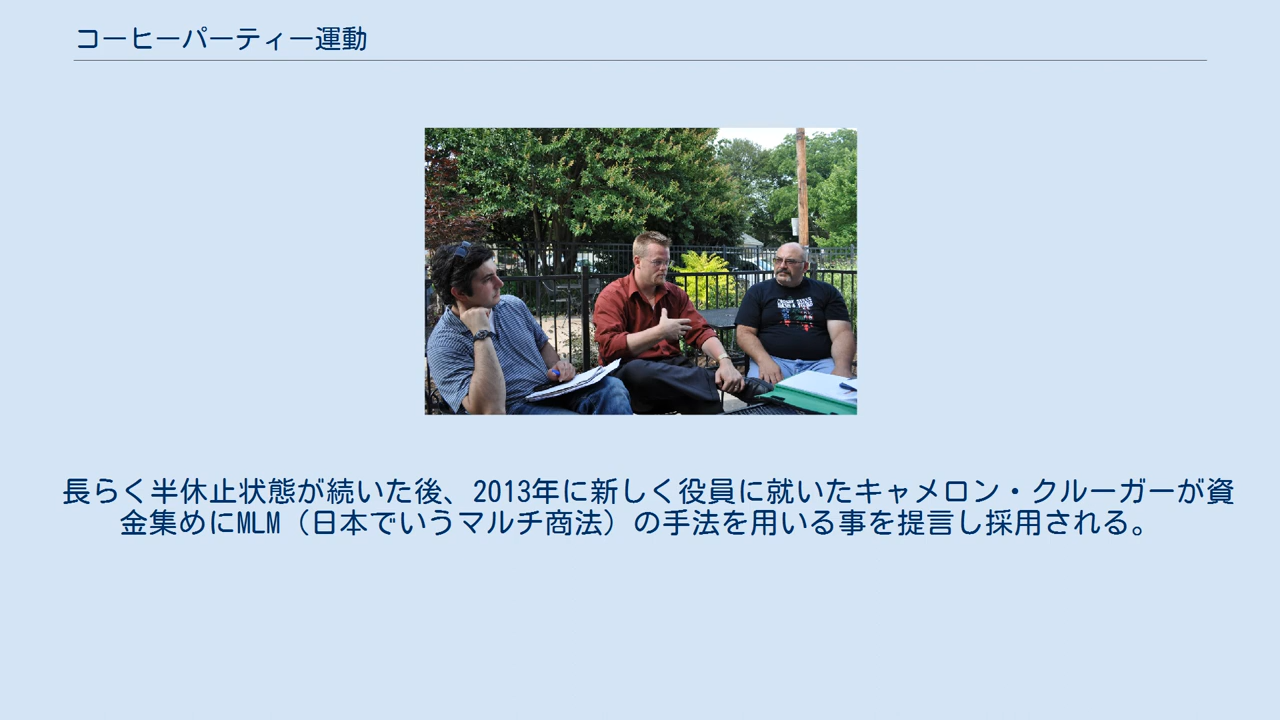 コーヒーパーティー運動
長らく半休止状態が続いた後、2013年に新しく役員に就いたキャメロン・クルーガーが資
金集めにMLM（日本でいうマルチ商法）の手法を用いる事を提言し採用される。